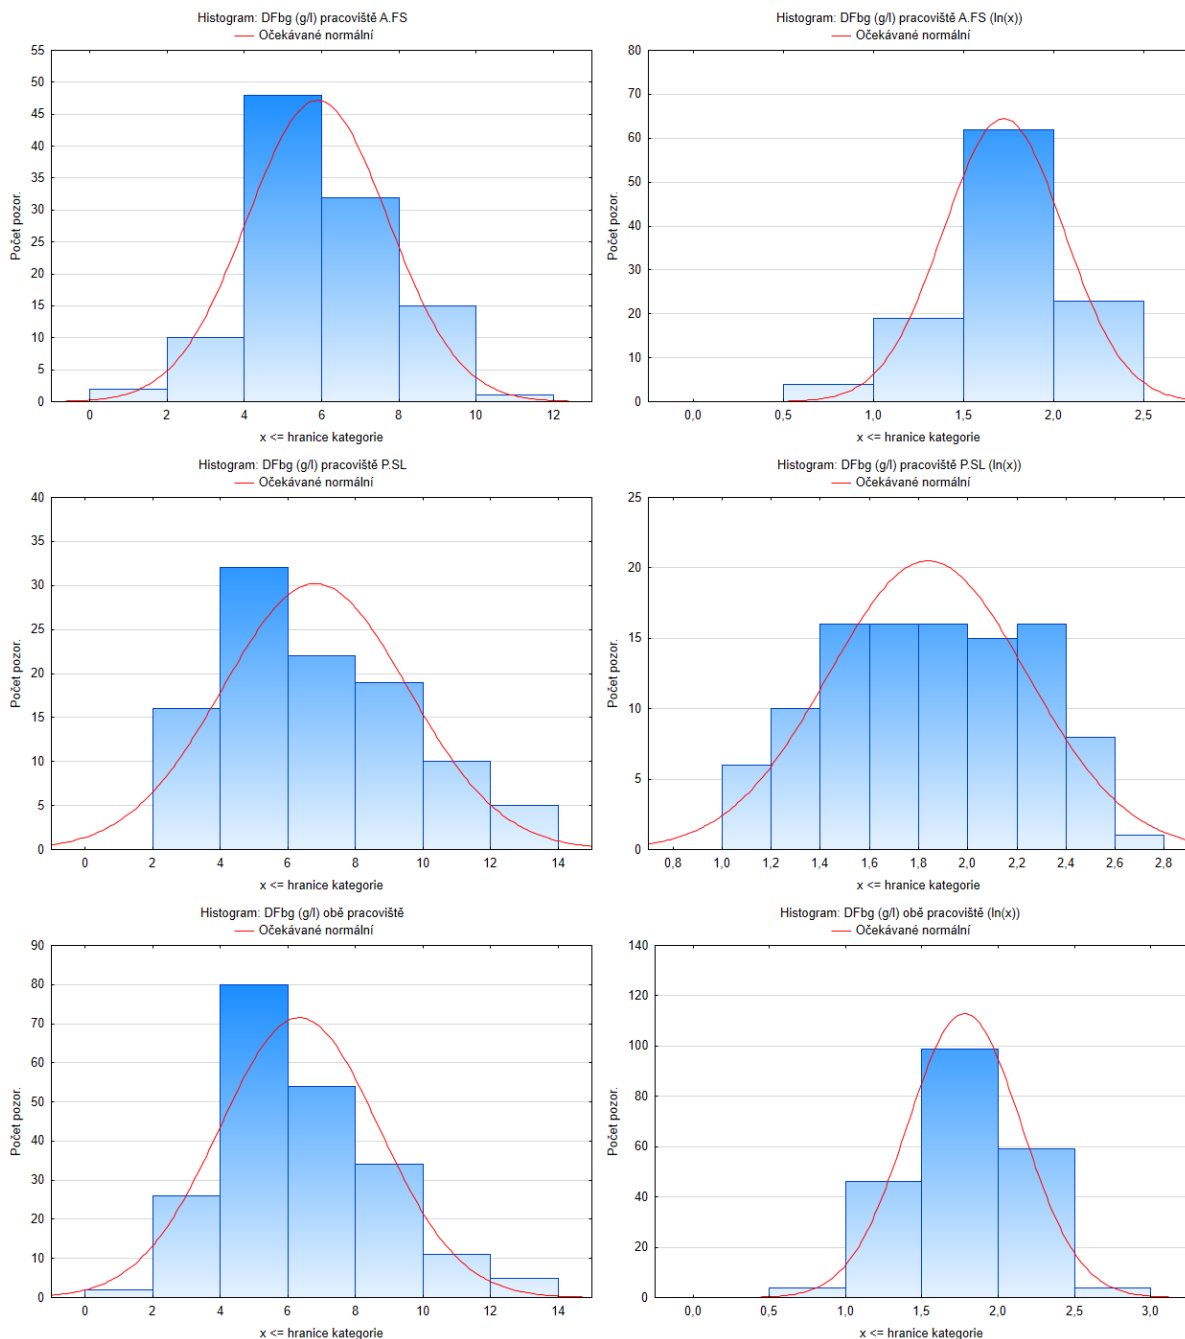 Histogram: DFbg (g/l) pracoviště A.FS
Očekávané normální
55
50
45
40
35
30
25
20
15
10
5
0
Počet pozor.
0 2 4 6 8 10 12
x <= hranice kategorie
Histogram: DFbg (g/l) pracoviště A.FS (ln(x))
Očekávané normální
80
70
60
50
40
30
20
10
0
Počet pozor.
0,0 0,5 1,0 1,5 2,0 2,5
x <= hranice kategorie
Histogram: DFbg (g/l) pracoviště P.SL
Očekávané normální
40
35
30
25
20
15
10
5
0
Počet pozor.
0 2 4 6 8 10 12 14
x <= hranice kategorie
Histogram: DFbg (g/l) pracoviště P.SL (ln(x))
Očekávané normální
25
20
15
10
5
0
Počet pozor.
0,8 1,0 1,2 1,4 1,6 1,8 2,0 2,2 2,4 2,6 2,8
x <= hranice kategorie
Histogram: DFbg (g/l) obě pracoviště
Očekávané normální
90
80
70
60
50
40
30
20
10
0
Počet pozor.
0 2 4 6 8 10 12 14
x <= hranice kategorie
Histogram: DFbg (g/l) obě pracoviště (ln(x))
Očekávané normální
140
120
100
80
60
40
20
0
Počet pozor.
0,0 0,5 1,0 1,5 2,0 2,5 3,0
x <= hranice kategorie